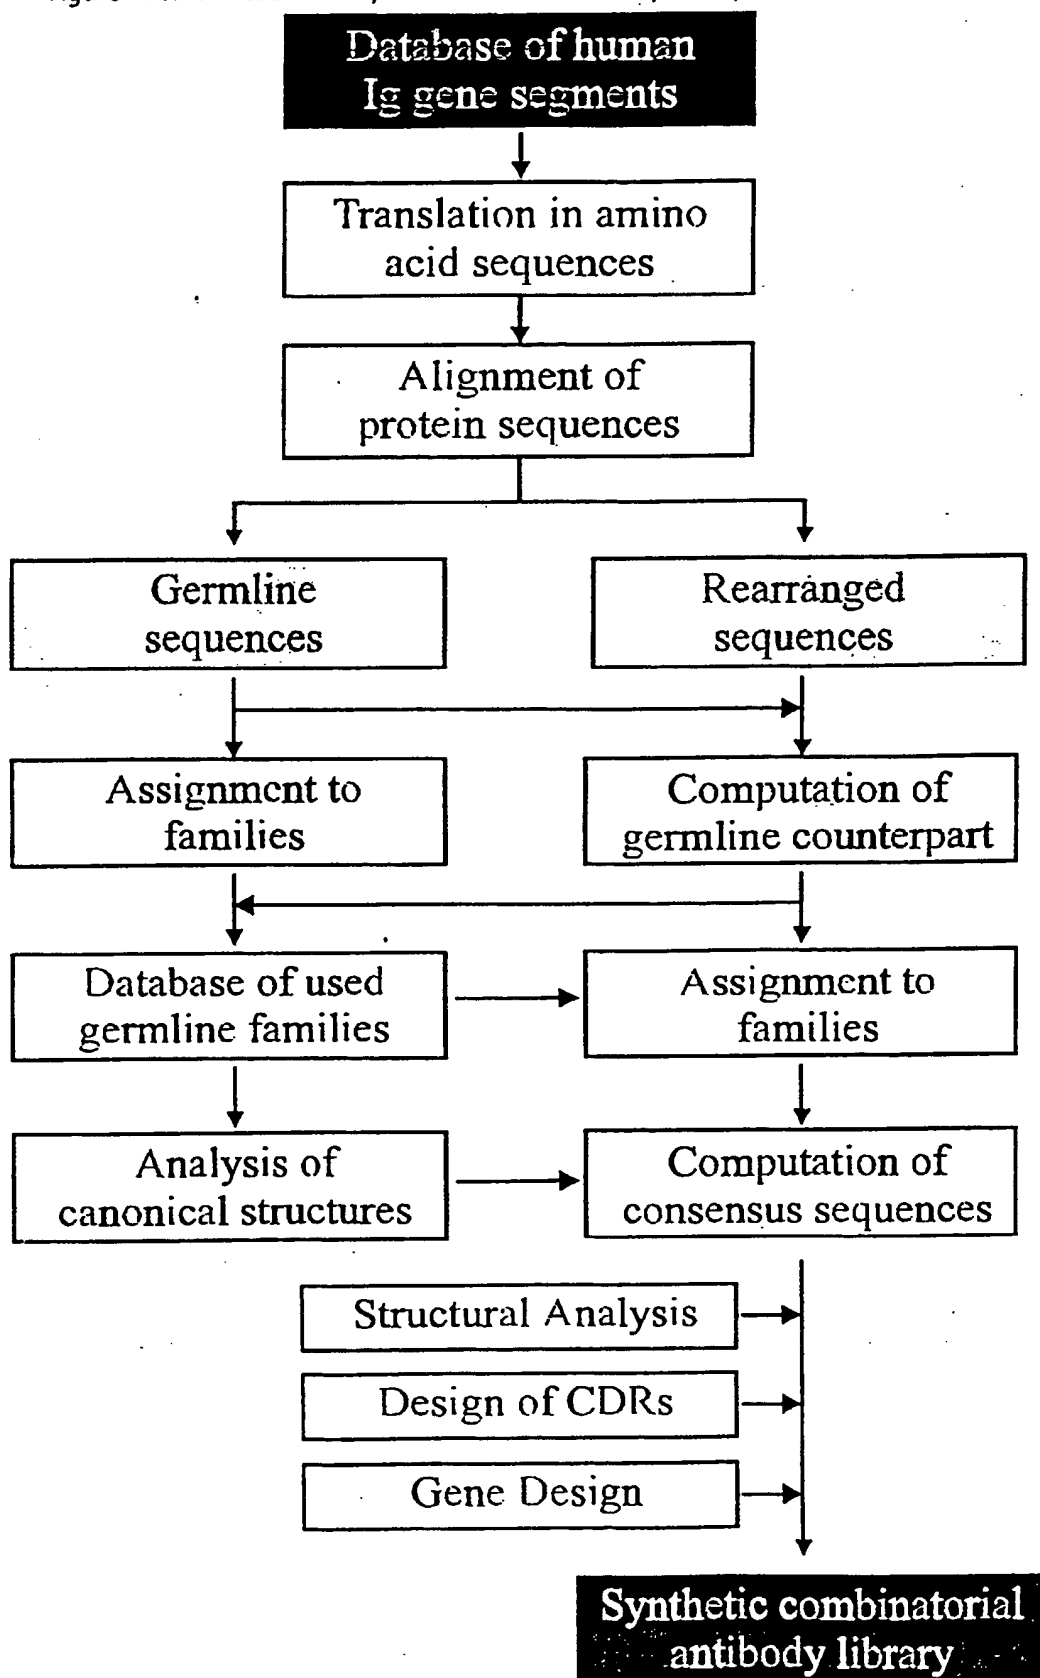 Database of human
Ig gene segments
Translation in amino
acid sequences
Alignment of
protein sequences
Germline
sequences
Rearranged
sequences
Assignment to
families
Computation of
germline counterpart
Database of used
germline families
Assignment to
families
Analysis of
canonical structures
Computation of
consensus sequences
Structural Analysis
Design of CDRs
Gene Design
Synthetic combinatorial
antibody library